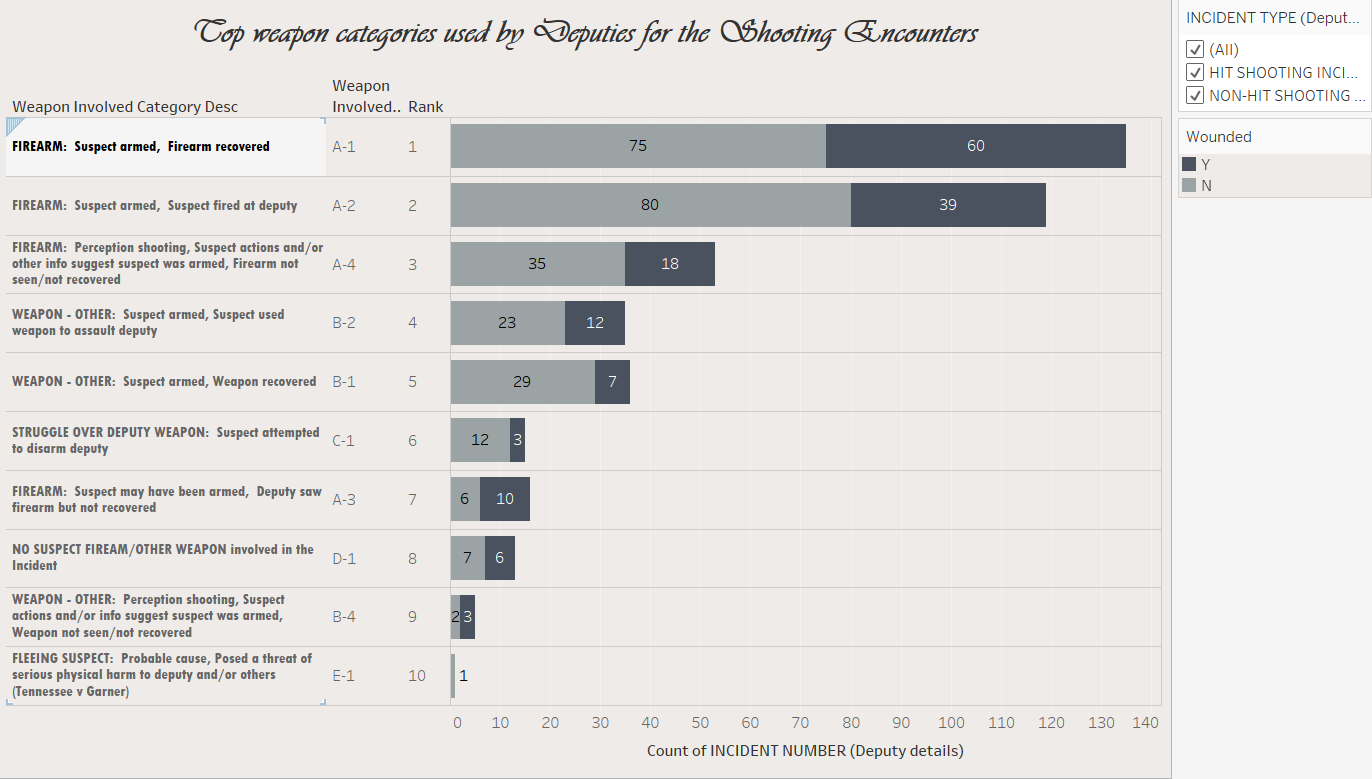 Top weapon categories used by Deputies for the Shooting Encounters
Weapon Involved Category Desc
Weapon
Involved..
Rank
FIREARM: Suspect armed, Firearm recovered
A-1
1
75
60
FIREARM: Suspect armed, Suspect fired at deputy
A-2
2
80
39
FIREARM: Perception shooting, Suspect actions and/or
other info suggest suspect was armed, Firearm not
seen/not recovered
A-4
3
35
18
WEAPON - OTHER: Suspect armed, Suspect used
weapon to assault deputy
B-2
4
23
12
WEAPON - OTHER: Suspect armed, Weapon recovered
B-1
5
29
7
STRUGGLE OVER DEPUTY WEAPON: Suspect attempted
to disarm deputy
C-1
6
12
3
FIREARM: Suspect may have been armed, Deputy saw
firearm but not recovered
A-3
7
6
10
NO SUSPECT FIREAM/OTHER WEAPON involved in the
Incident
D-1
8
7
6
WEAPON - OTHER: Perception shooting, Suspect
actions and/or info suggest suspect was armed,
Weapon not seen/not recovered
B-4
9
2
3
FLEEING SUSPECT: Probable cause, Posed a threat of
serious physical harm to deputy and/or others
(Tennessee v Garner)
E-1
10
1
0 10 20 30 40 50 60 70 80 90 100 110 120 130 140
Count of INCIDENT NUMBER (Deputy details)
INCIDENT TYPE (Deput...
(All)
HIT SHOOTING INCI...
NON-HIT SHOOTING ...
Wounded
Y
N